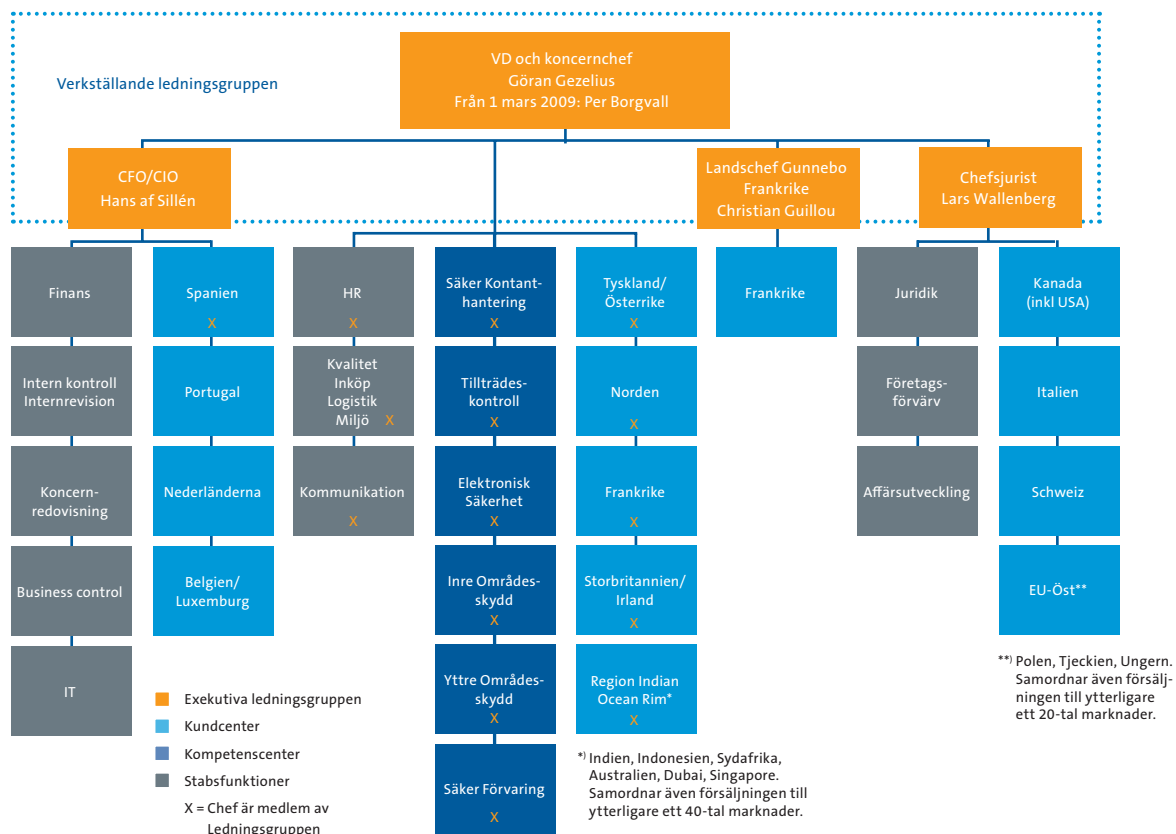 Verkställande ledningsgruppen
VD och koncernchef
Göran Gezelius
Från 1 mars 2009: Per Borgvall
CFO/CIO
Hans af Sillén
Landschef Gunnebo
Frankrike
Christian Guillou
Chefsjurist
Lars Wallenberg
Finans
Intern kontroll
Internrevision
Koncern-
redovisning
Business control
IT
Spanien
X
Portugal
Nederländerna
Belgien/
Luxemburg
HR
X
Kvalitet
Inköp
Logistik
Miljö X
Kommunikation
X
Säker Kontant-
hantering
X
Tillträdes-
kontroll
X
Elektronisk
Säkerhet
X
Inre Områdes-
skydd
X
Yttre Områdes-
skydd
X
Säker Förvaring
X
Tyskland/
Österrike
X
Norden
X
Frankrike
X
Storbritannien/
Irland
X
Region Indian
Ocean Rim*
X
Frankrike
Juridik
Företags-
förvärv
Affärsutveckling
Kanada
(inkl USA)
Italien
Schweiz
EU-Öst**
Exekutiva ledningsgruppen
Kundcenter
Kompetenscenter
Stabsfunktioner
X = Chef är medlem av
Ledningsgruppen
*) Indien, Indonesien, Sydafrika,
Australien, Dubai, Singapore.
Samordnar även försäljningen till
ytterligare ett 40-tal marknader.
**) Polen, Tjeckien, Ungern.
Samordnar även försälj-
ningen till ytterligare
ett 20-tal marknader.